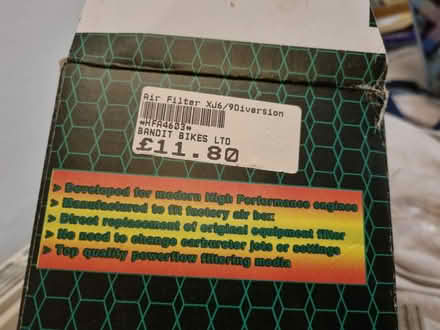 Air Filter XJ6/9Diversion
*HFA4603*
BANDIT BIKES LTD
£11.80
> Developed for modern High Performance engines
> Manufactured to fit factory air box
> Direct replacement of original equipment filter
> No need to change carburetor jets or settings
> Top quality powerflow filtering media